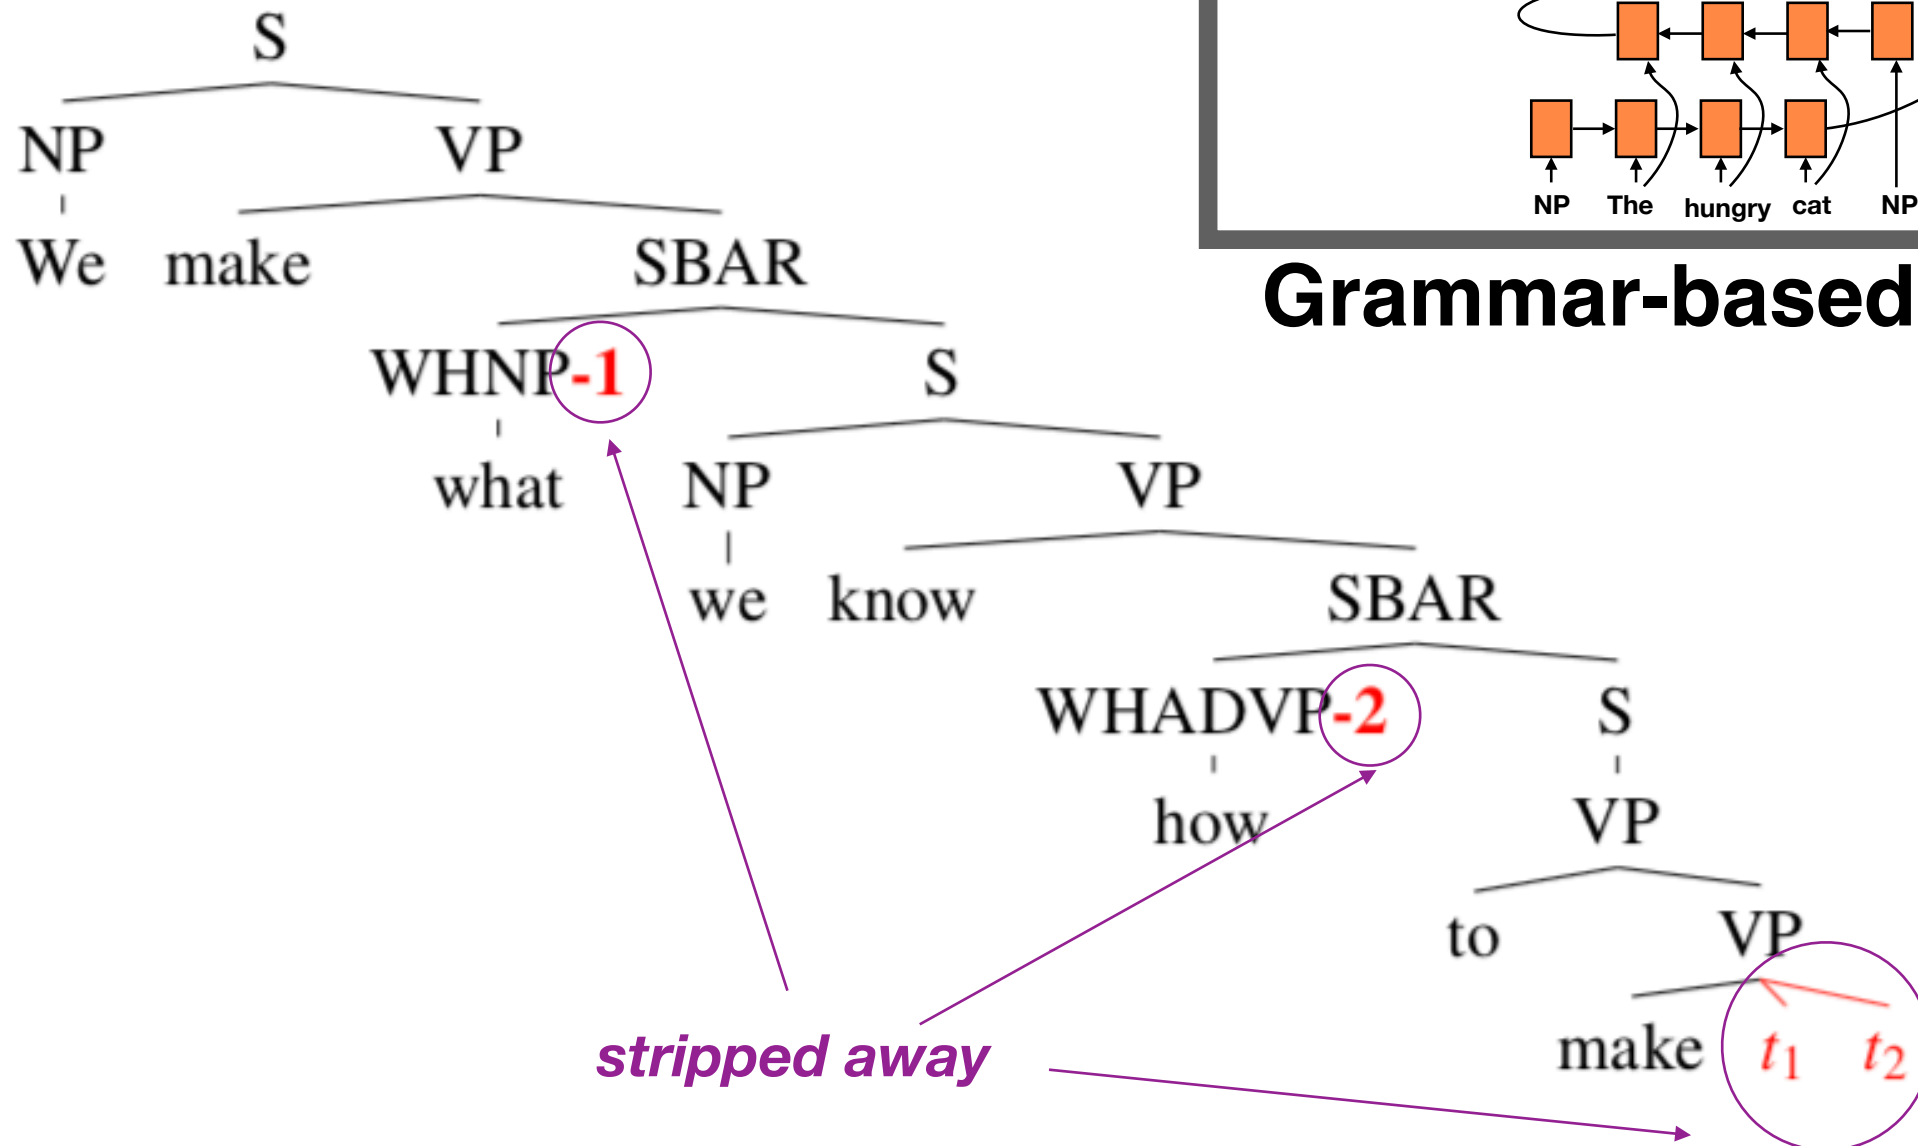 S
NP VP
We make SBAR
WHNP-1 S
what NP VP
we know SBAR
WHADVP-2 S
how VP
to VP
make t1 t2
stripped away
NP The hungry cat NP
Grammar-based